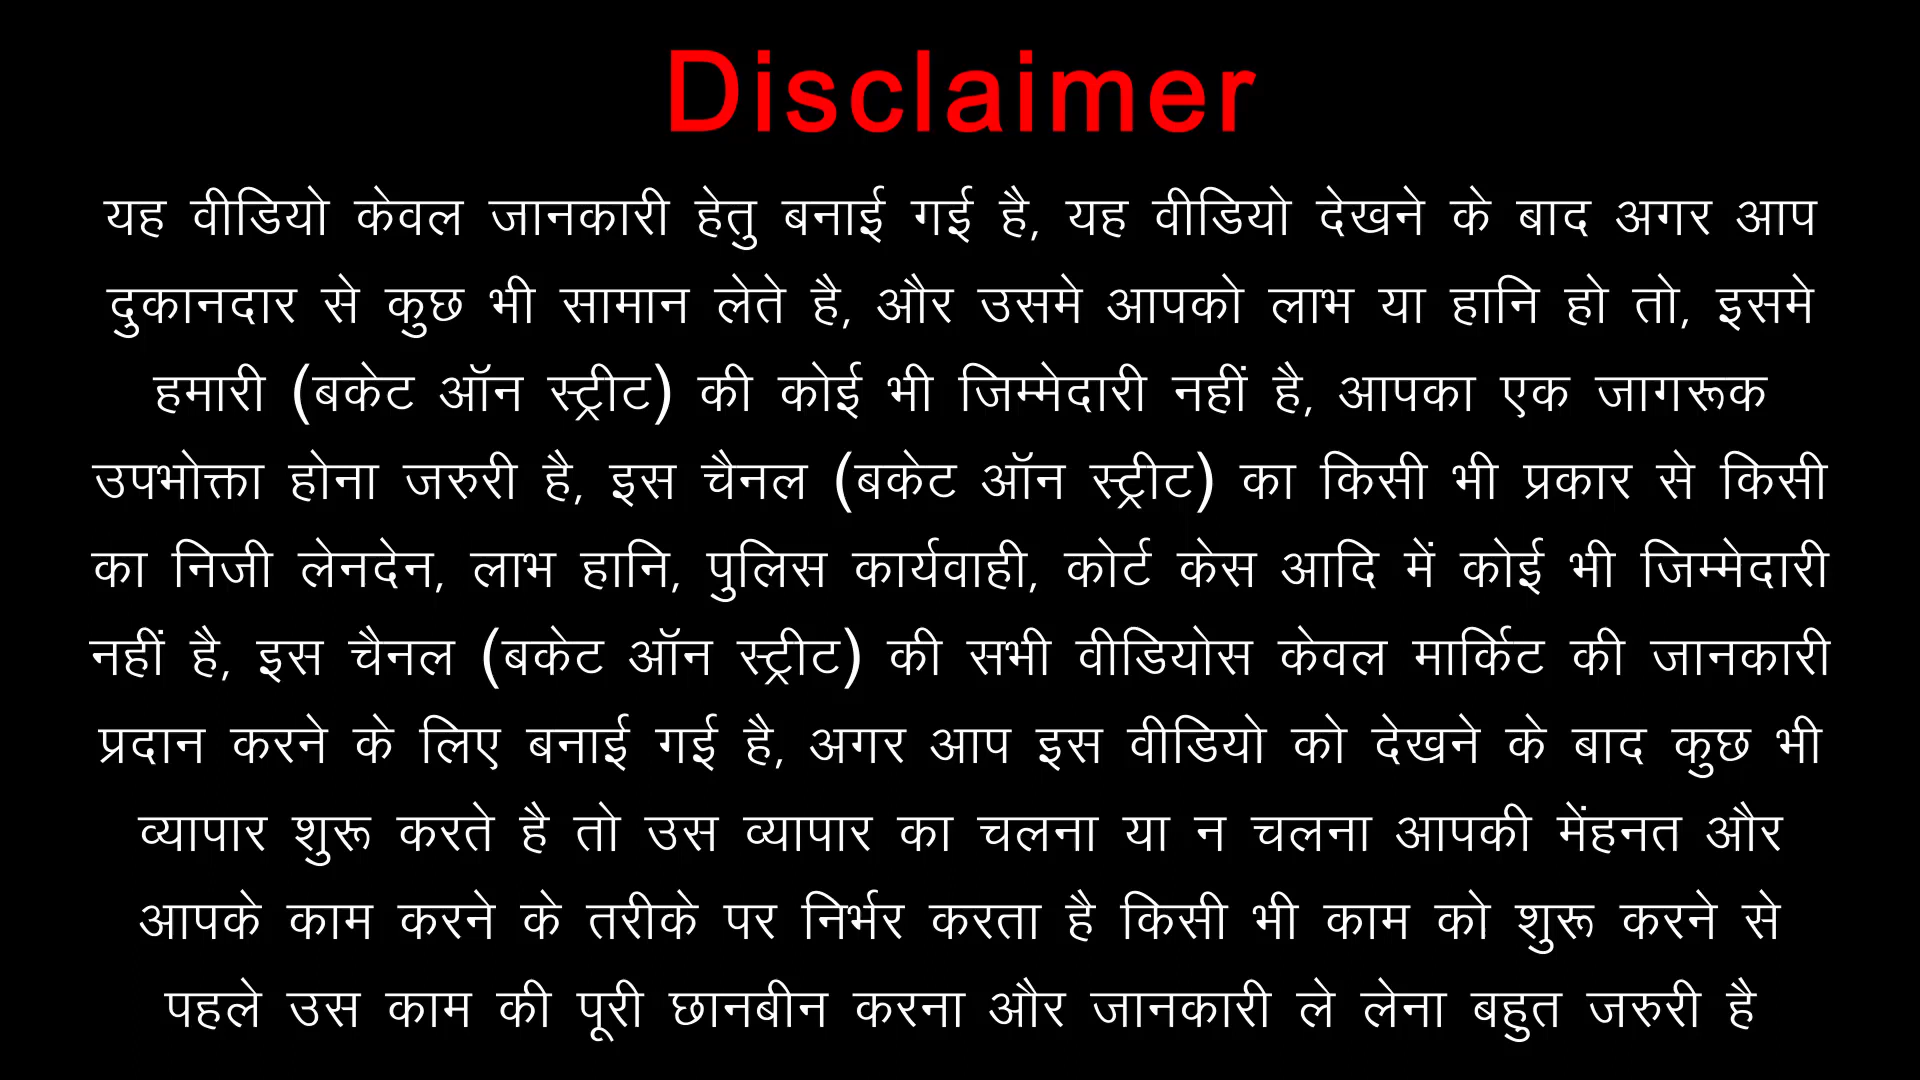 Disclaimer
यह वीडियो केवल जानकारी हेतु बनाई गई है, यह वीडियो देखने के बाद अगर आप
दुकानदार से कुछ भी सामान लेते है, और उसमे आपको लाभ या हानि हो तो, इसमे
हमारी (बकेट ऑन स्ट्रीट) की कोई भी जिम्मेदारी नहीं है, आपका एक जागरूक
उपभोक्ता होना जरुरी है, इस चैनल (बकेट ऑन स्ट्रीट) का किसी भी प्रकार से किसी
का निजी लेनदेन, लाभ हानि, पुलिस कार्यवाही, कोर्ट केस आदि में कोई भी जिम्मेदारी
नहीं है, इस चैनल (बकेट ऑन स्ट्रीट) की सभी वीडियोस केवल मार्किट की जानकारी
प्रदान करने के लिए बनाई गई है, अगर आप इस वीडियो को देखने के बाद कुछ भी
व्यापार शुरू करते है तो उस व्यापार का चलना या न चलना आपकी मेंहनत और
आपके काम करने के तरीके पर निर्भर करता है किसी भी काम को शुरू करने से
पहले उस काम की पूरी छानबीन करना और जानकारी ले लेना बहुत जरुरी है